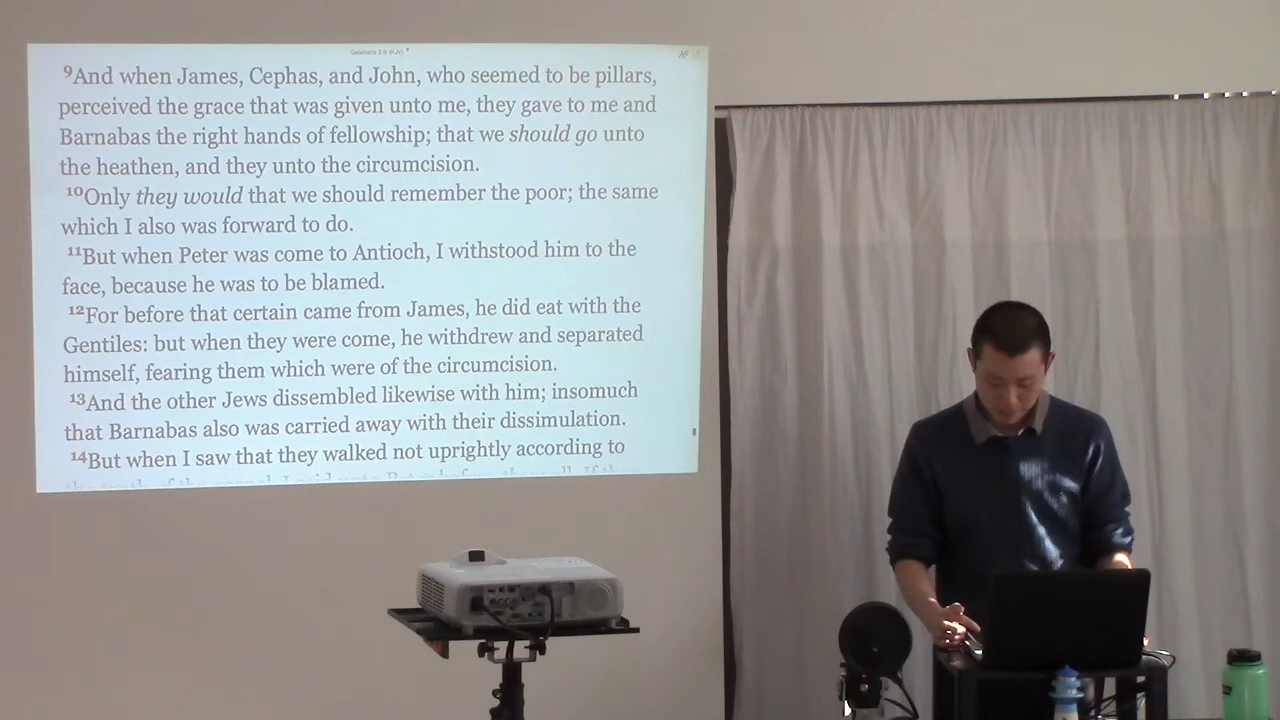 Galatians 2:9 (KJV)
9And when James, Cephas, and John, who seemed to be pillars,
perceived the grace that was given unto me, they gave to me and
Barnabas the right hands of fellowship; that we should go unto
the heathen, and they unto the circumcision.
10Only they would that we should remember the poor; the same
which I also was forward to do.
11But when Peter was come to Antioch, I withstood him to the
face, because he was to be blamed.
12For before that certain came from James, he did eat with the
Gentiles: but when they were come, he withdrew and separated
himself, fearing them which were of the circumcision.
13And the other Jews dissembled likewise with him; insomuch
that Barnabas also was carried away with their dissimulation.
14But when I saw that they walked not uprightly according to